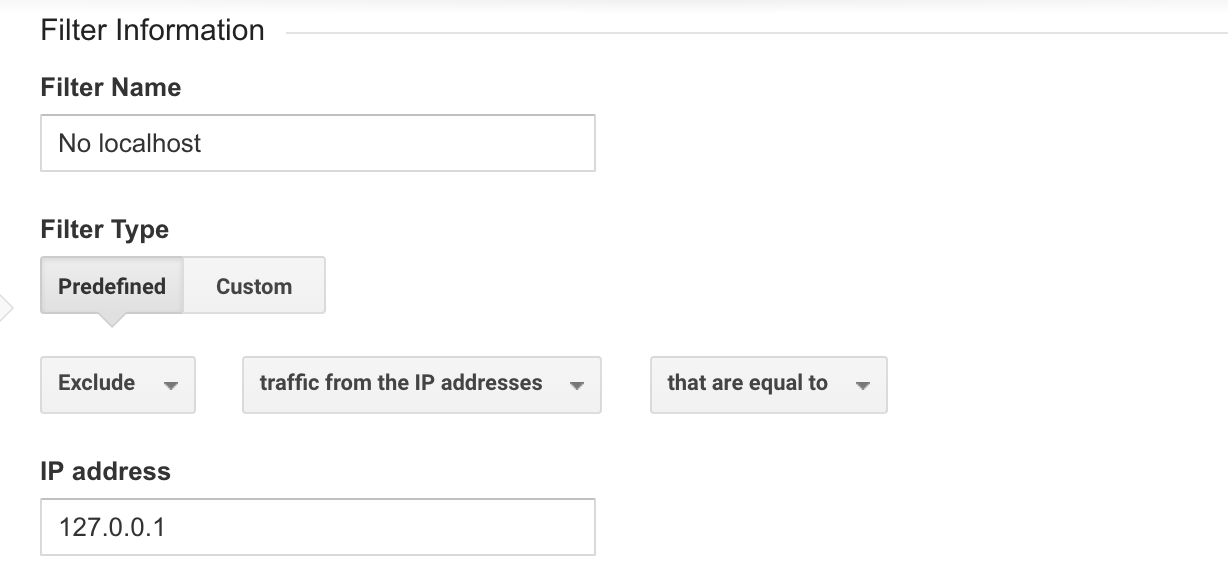 Filter Information
Filter Name
No localhost
Filter Type
Predefined Custom
Exclude traffic from the IP addresses that are equal to
IP address
127.0.0.1